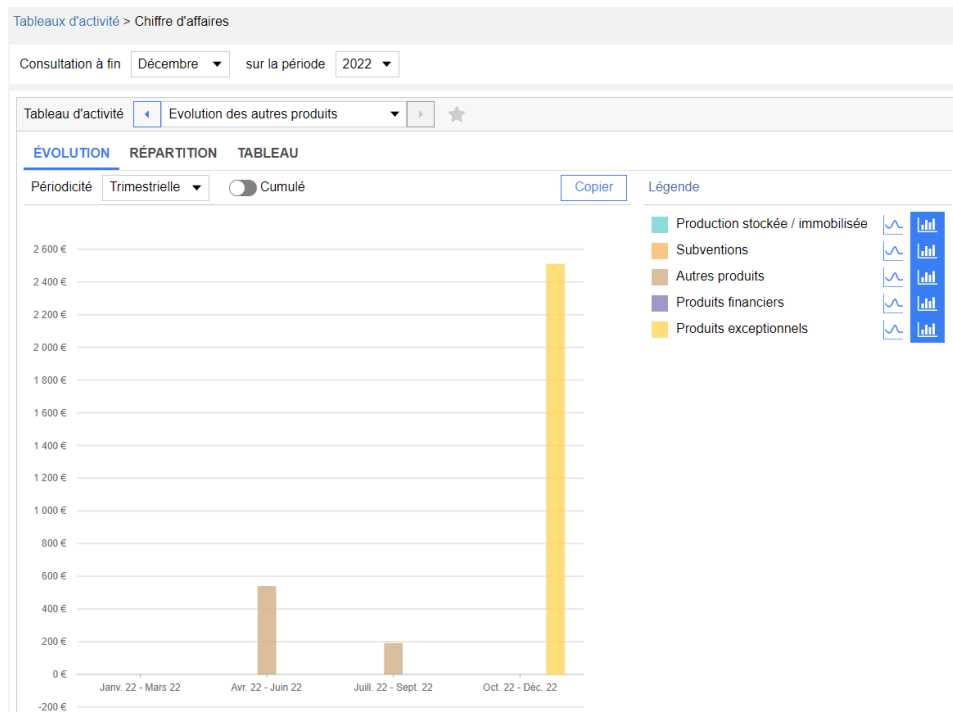 Tableaux d'activité > Chiffre d'affaires
Consultation à fin Décembre sur la période 2022
Tableau d'activité Evolution des autres produits
ÉVOLUTION RÉPARTITION TABLEAU
Périodicité Trimestrielle Cumulé Copier Légende
Production stockée / immobilisée
Subventions
Autres produits
Produits financiers
Produits exceptionnels
2 600 €
2 400 €
2 200 €
2 000 €
1 800 €
1 600 €
1 400 €
1 200 €
1 000 €
800 €
600 €
400 €
200 €
0 €
Janv. 22 - Mars 22 Avr. 22 - Juin 22 Juill. 22 - Sept. 22 Oct. 22 - Déc. 22
-200 €